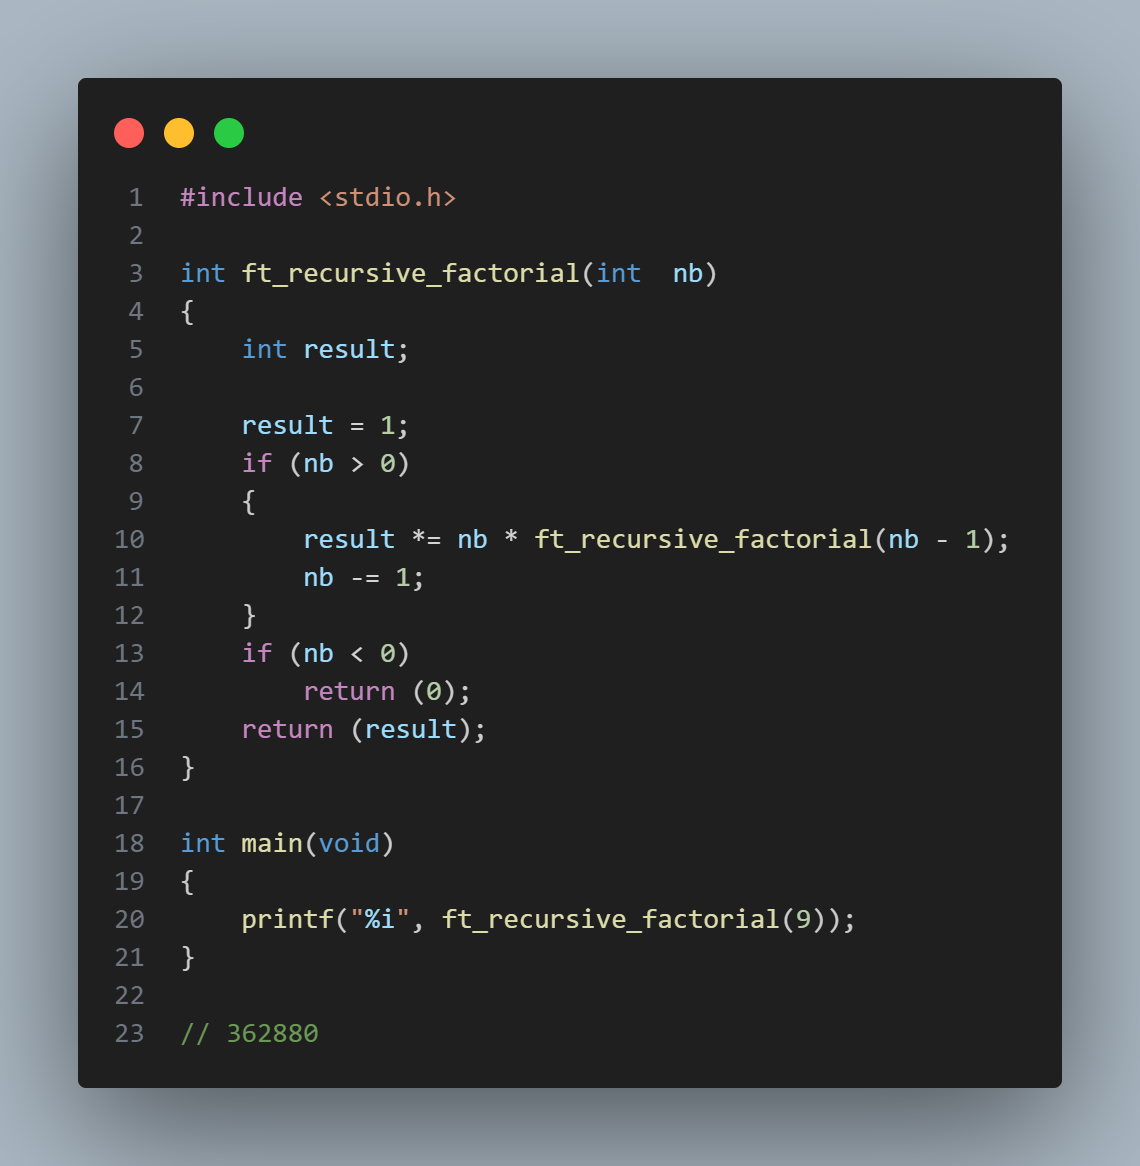 1 #include <stdio.h>
2
3 int ft_recursive_factorial(int  nb)
4 {
5     int result;
6
7     result = 1;
8     if (nb > 0)
9     {
10         result *= nb * ft_recursive_factorial(nb - 1);
11         nb -= 1;
12     }
13     if (nb < 0)
14         return (0);
15     return (result);
16 }
17
18 int main(void)
19 {
20     printf("%i", ft_recursive_factorial(9));
21 }
22
23 // 362880